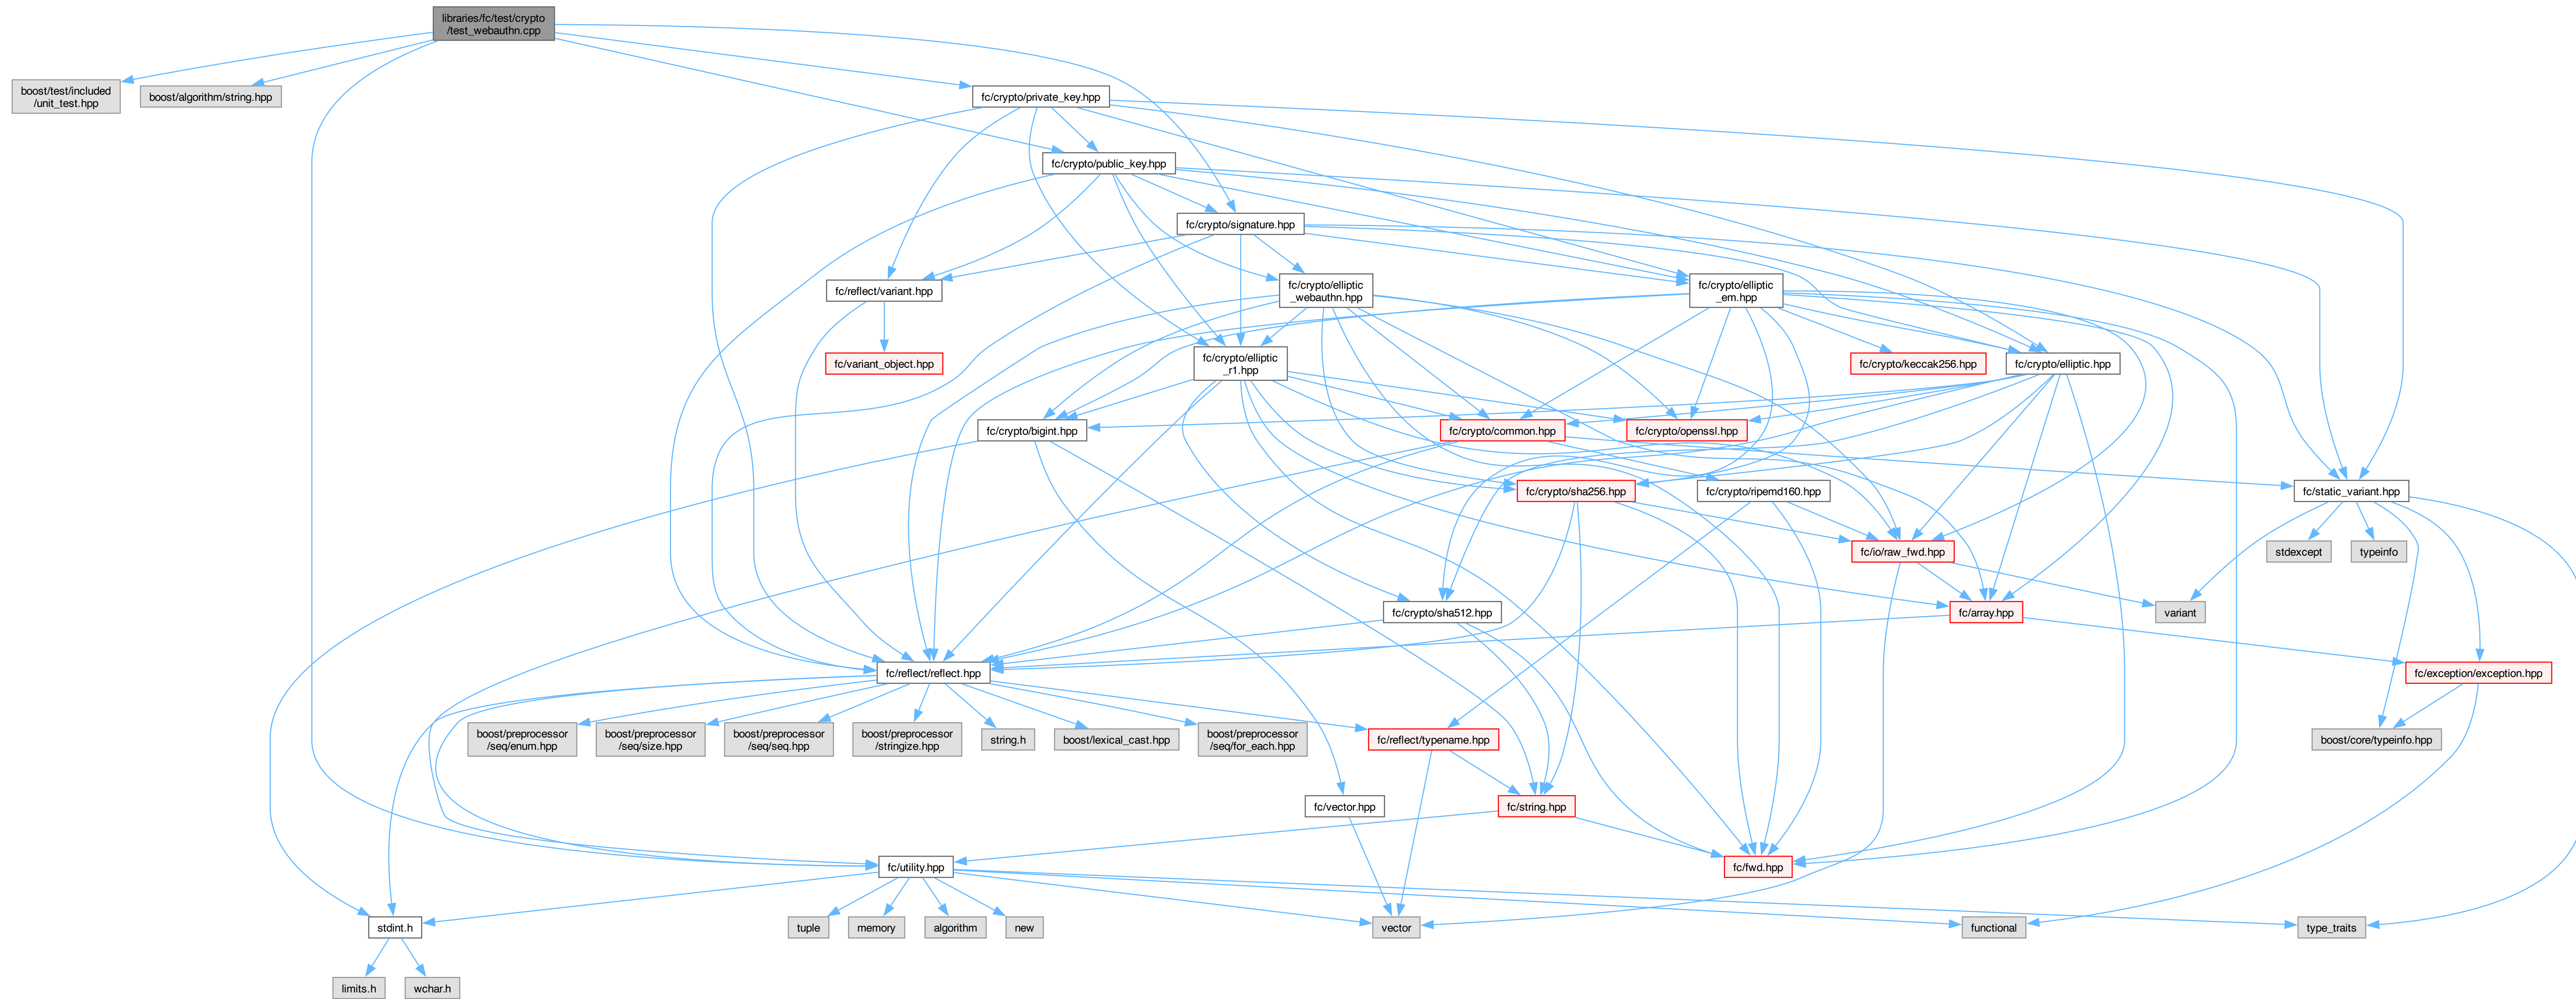 libraries/fc/test/crypto
/test_webauthn.cpp
boost/test/included
/unit_test.hpp
boost/algorithm/string.hpp
fc/crypto/private_key.hpp
fc/crypto/public_key.hpp
fc/crypto/signature.hpp
fc/reflect/variant.hpp
fc/crypto/elliptic
_webauthn.hpp
fc/crypto/elliptic
_em.hpp
fc/variant_object.hpp
fc/crypto/elliptic
_r1.hpp
fc/crypto/keccak256.hpp
fc/crypto/elliptic.hpp
fc/crypto/bigint.hpp
fc/crypto/common.hpp
fc/crypto/openssl.hpp
fc/crypto/sha256.hpp
fc/crypto/ripemd160.hpp
fc/static_variant.hpp
fc/io/raw_fwd.hpp
stdexcept
typeinfo
fc/crypto/sha512.hpp
fc/array.hpp
variant
fc/reflect/reflect.hpp
fc/exception/exception.hpp
boost/preprocessor
/seq/enum.hpp
boost/preprocessor
/seq/size.hpp
boost/preprocessor
/seq/seq.hpp
boost/preprocessor
/stringize.hpp
string.h
boost/lexical_cast.hpp
boost/preprocessor
/seq/for_each.hpp
fc/reflect/typename.hpp
boost/core/typeinfo.hpp
fc/vector.hpp
fc/string.hpp
fc/utility.hpp
fc/fwd.hpp
stdint.h
tuple
memory
algorithm
new
vector
functional
type_traits
limits.h
wchar.h